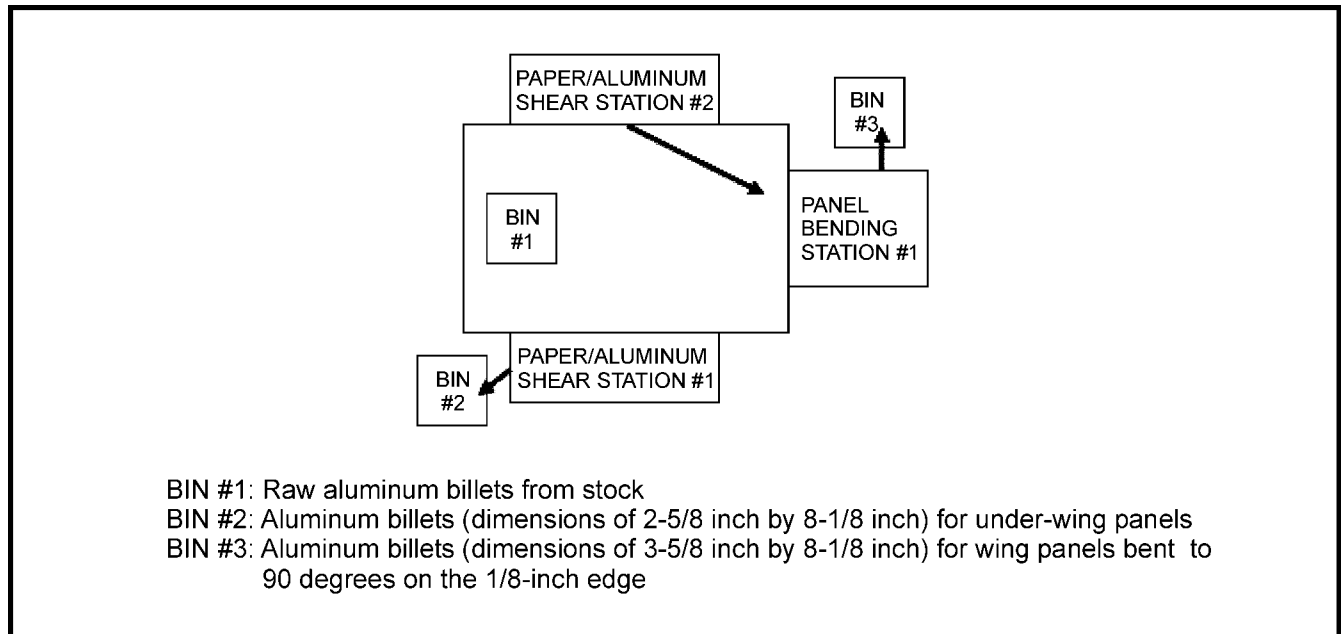 PAPER/ALUMINUM
SHEAR STATION #2
BIN
#3
BIN
#1
PANEL
BENDING
STATION #1
PAPER/ALUMINUM
SHEAR STATION #1
BIN
#2
BIN #1: Raw aluminum billets from stock
BIN #2: Aluminum billets (dimensions of 2-5/8 inch by 8-1/8 inch) for under-wing panels
BIN #3: Aluminum billets (dimensions of 3-5/8 inch by 8-1/8 inch) for wing panels bent to
90 degrees on the 1/8-inch edge